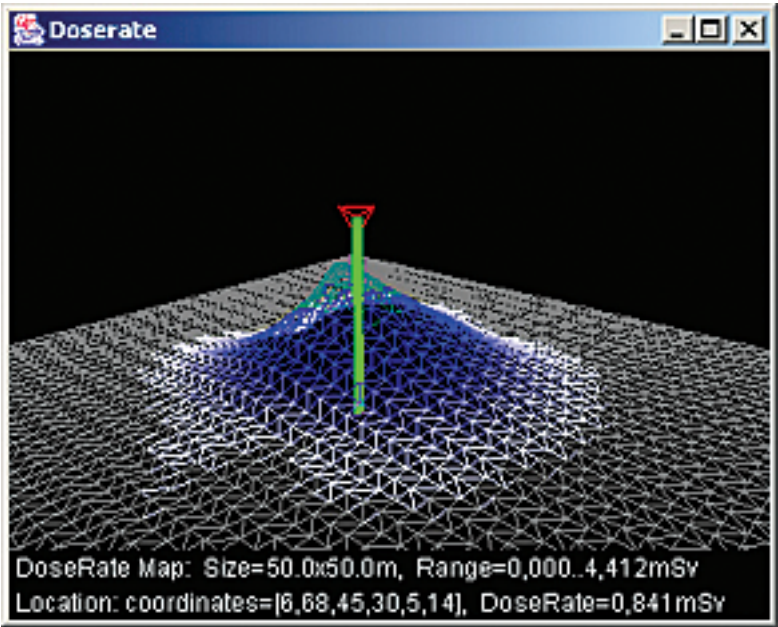 Doserate
DoseRate Map: Size=50.0x50.0m, Range=0,000..4,412mSv
Location: coordinates=[6,68,45,30,5,14], DoseRate=0,841mSv